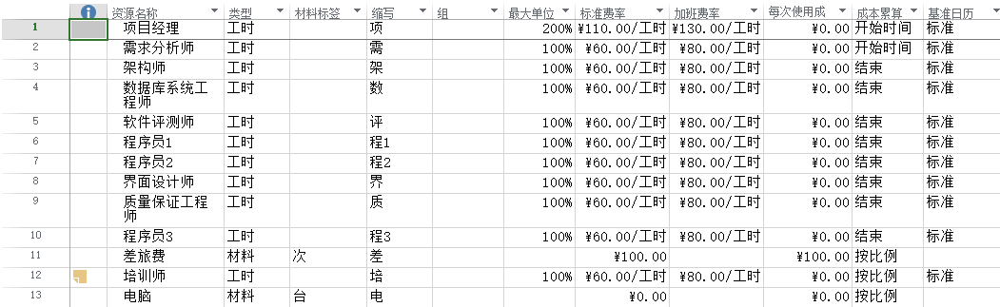 资源名称 类型 材料标签 缩写 组 最大单位 标准费率 加班费率 每次使用成 成本累算 基准日历
1 项目经理 工时 项 200% ¥110.00/工时 ¥130.00/工时 ¥0.00 开始时间 标准
2 需求分析师 工时 需 100% ¥60.00/工时 ¥80.00/工时 ¥0.00 开始时间 标准
3 架构师 工时 架 100% ¥60.00/工时 ¥80.00/工时 ¥0.00 结束 标准
4 数据库系统工 工时 数 100% ¥60.00/工时 ¥80.00/工时 ¥0.00 结束 标准
程师
5 软件评测师 工时 评 100% ¥60.00/工时 ¥80.00/工时 ¥0.00 结束 标准
6 程序员1 工时 程1 100% ¥60.00/工时 ¥80.00/工时 ¥0.00 结束 标准
7 程序员2 工时 程2 100% ¥60.00/工时 ¥80.00/工时 ¥0.00 结束 标准
8 界面设计师 工时 界 100% ¥60.00/工时 ¥80.00/工时 ¥0.00 结束 标准
9 质量保证工程 工时 质 100% ¥60.00/工时 ¥80.00/工时 ¥0.00 结束 标准
师
10 程序员3 工时 程3 100% ¥60.00/工时 ¥80.00/工时 ¥0.00 结束 标准
11 差旅费 材料 次 差 ¥100.00 ¥100.00 按比例
12 培训师 工时 培 100% ¥60.00/工时 ¥80.00/工时 ¥0.00 按比例 标准
13 电脑 材料 台 电 ¥0.00 ¥0.00 按比例